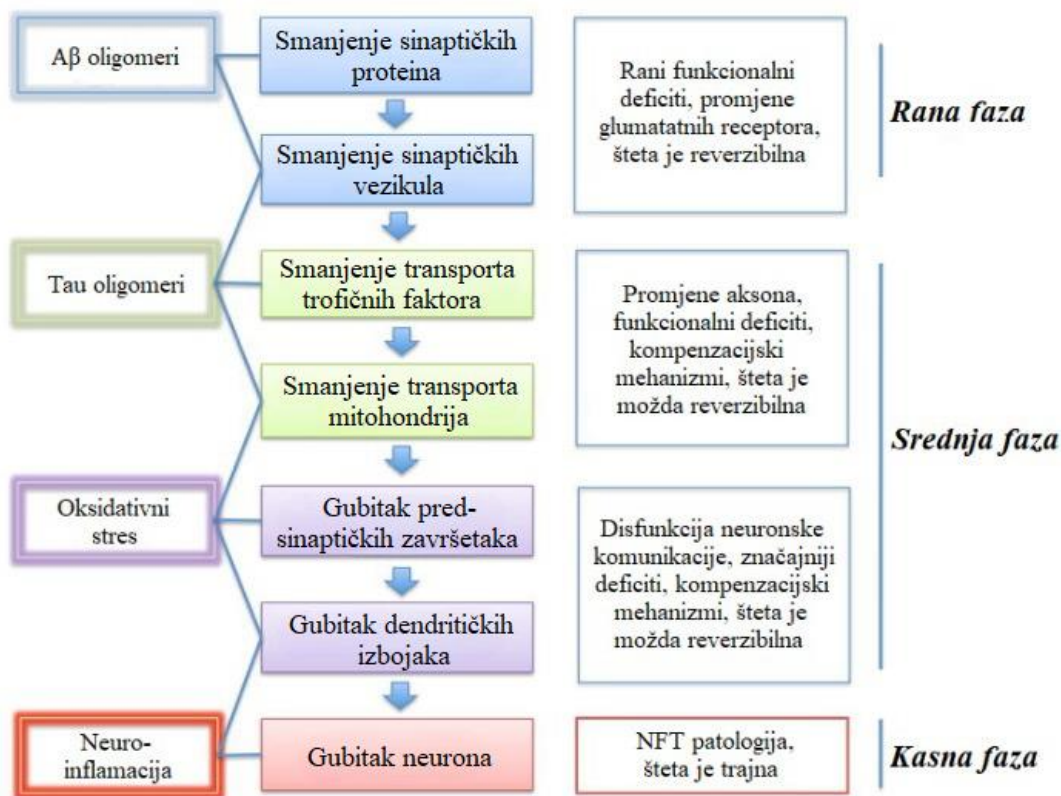 Aβ oligomeri
Smanjenje sinaptičkih
proteina
Smanjenje sinaptičkih
vezikula
Rani funkcionalni
deficiti, promjene
glumatatnih receptora,
šteta je reverzibilna
Rana faza
Tau oligomeri
Smanjenje transporta
trofičnih faktora
Smanjenje transporta
mitohondrija
Promjene aksona,
funkcionalni deficiti,
kompenzacijski
mehanizmi, šteta je
možda reverzibilna
Srednja faza
Oksidativni
stres
Gubitak pred-
sinaptičkih završetaka
Gubitak dendritičkih
izbojaka
Disfunkcija neuronske
komunikacije, značajniji
deficiti, kompenzacijski
mehanizmi, šteta je
možda reverzibilna
Neuro-
inflamacija
Gubitak neurona
NFT patologija,
šteta je trajna
Kasna faza